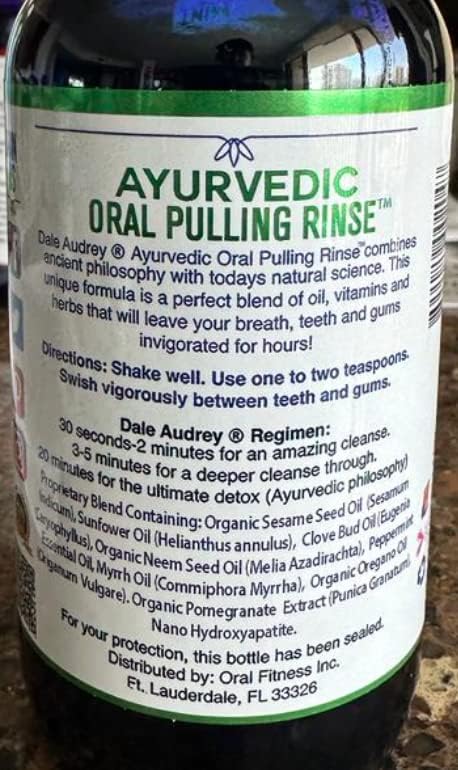 MINT
AYURVEDIC
ORAL PULLING RINSE™
Dale Audrey ® Ayurvedic Oral Pulling Rinse™combines
ancient philosophy with todays natural science. This
unique formula is a perfect blend of oil, vitamins and
herbs that will leave your breath, teeth and gums
invigorated for hours!
Directions: Shake well. Use one to two teaspoons.
Swish vigorously between teeth and gums.
Dale Audrey ® Regimen:
30 seconds-2 minutes for an amazing cleanse.
3-5 minutes for a deeper cleanse through.
20 minutes for the ultimate detox (Ayurvedic philosophy)
Proprietary Blend Containing: Organic Sesame Seed Oil (Sesamum
Indicum), Sunfower Oil (Helianthus annulus), Clove Bud Oil (Eugenia
Caryophyllus), Organic Neem Seed Oil (Melia Azadirachta), Peppermint
Essential Oil, Myrrh Oil (Commiphora Myrrha), Organic Oregano Oil
(Origanum Vulgare). Organic Pomegranate Extract (Punica Granatum),
Nano Hydroxyapatite.
For your protection, this bottle has been sealed.
Distributed by: Oral Fitness Inc.
Ft. Lauderdale, FL 33326